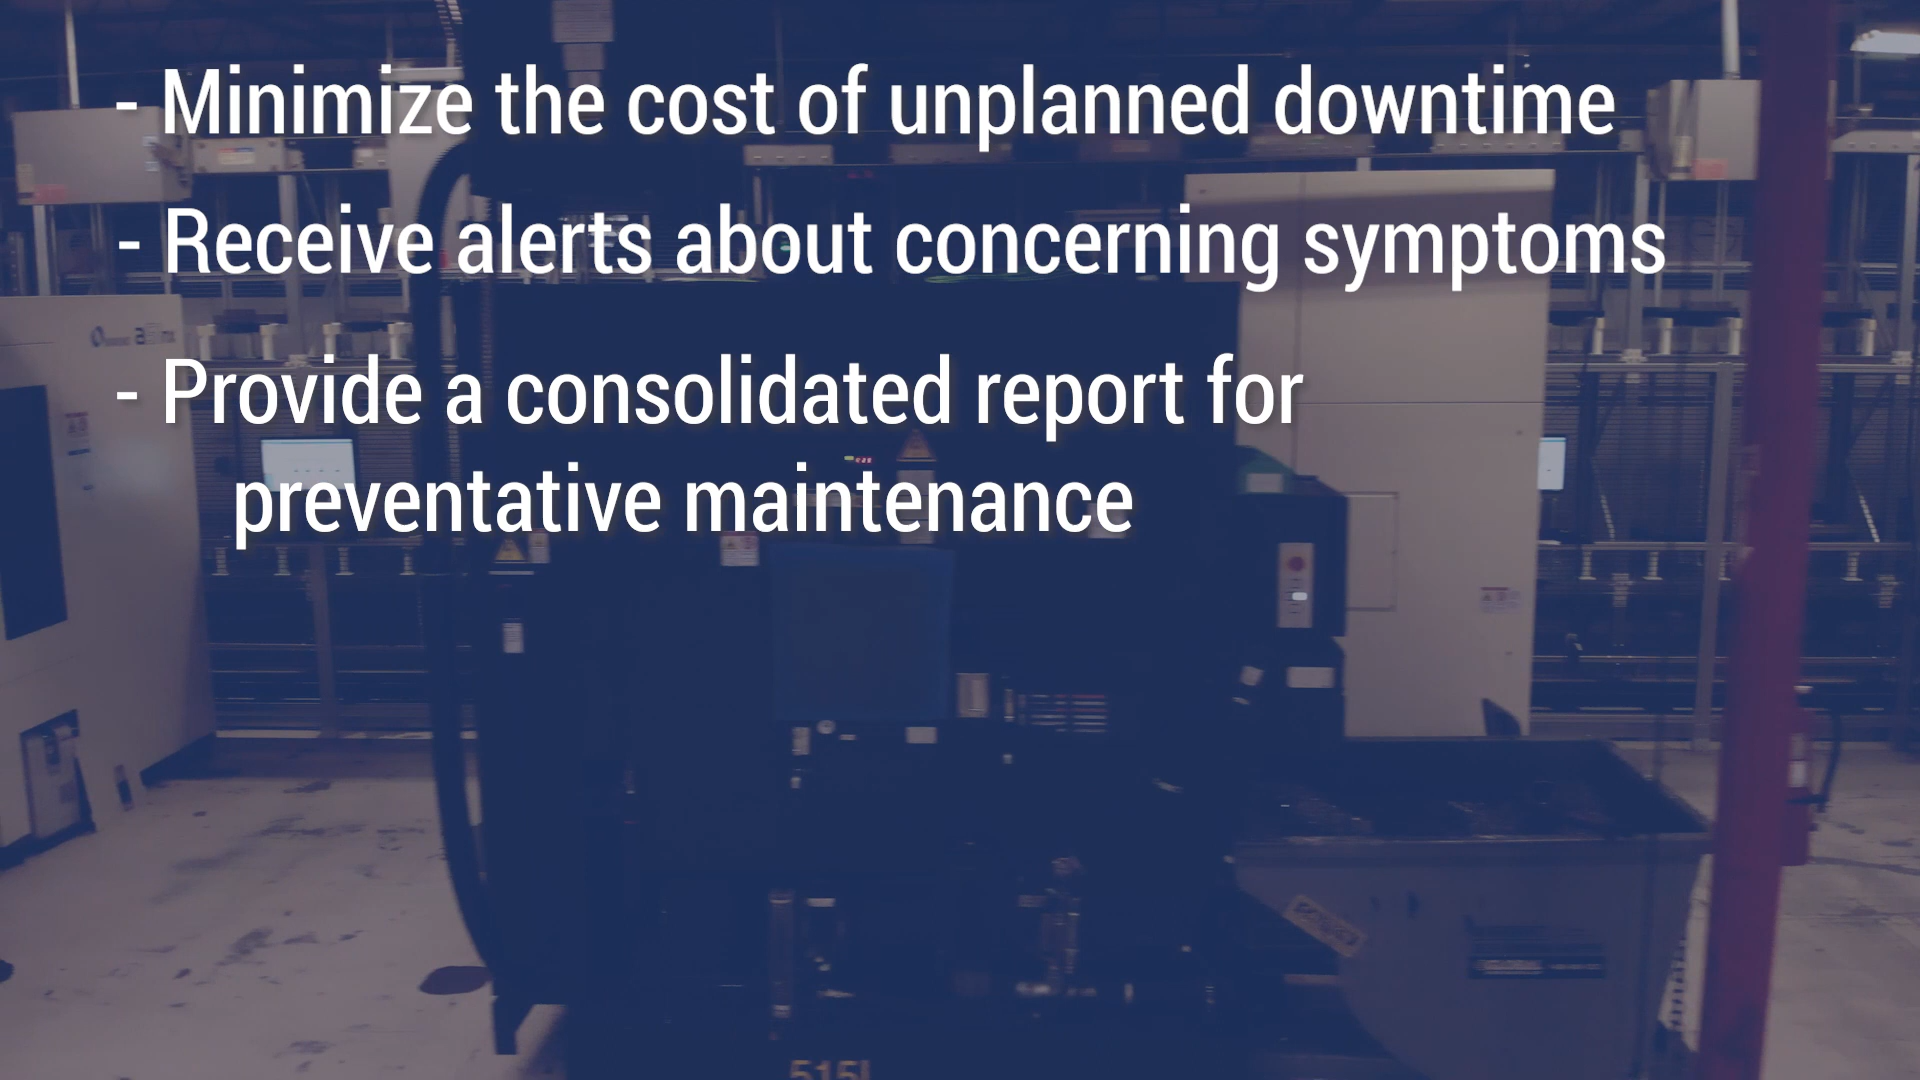 - Minimize the cost of unplanned downtime
- Receive alerts about concerning symptoms
- Provide a consolidated report for
preventative maintenance